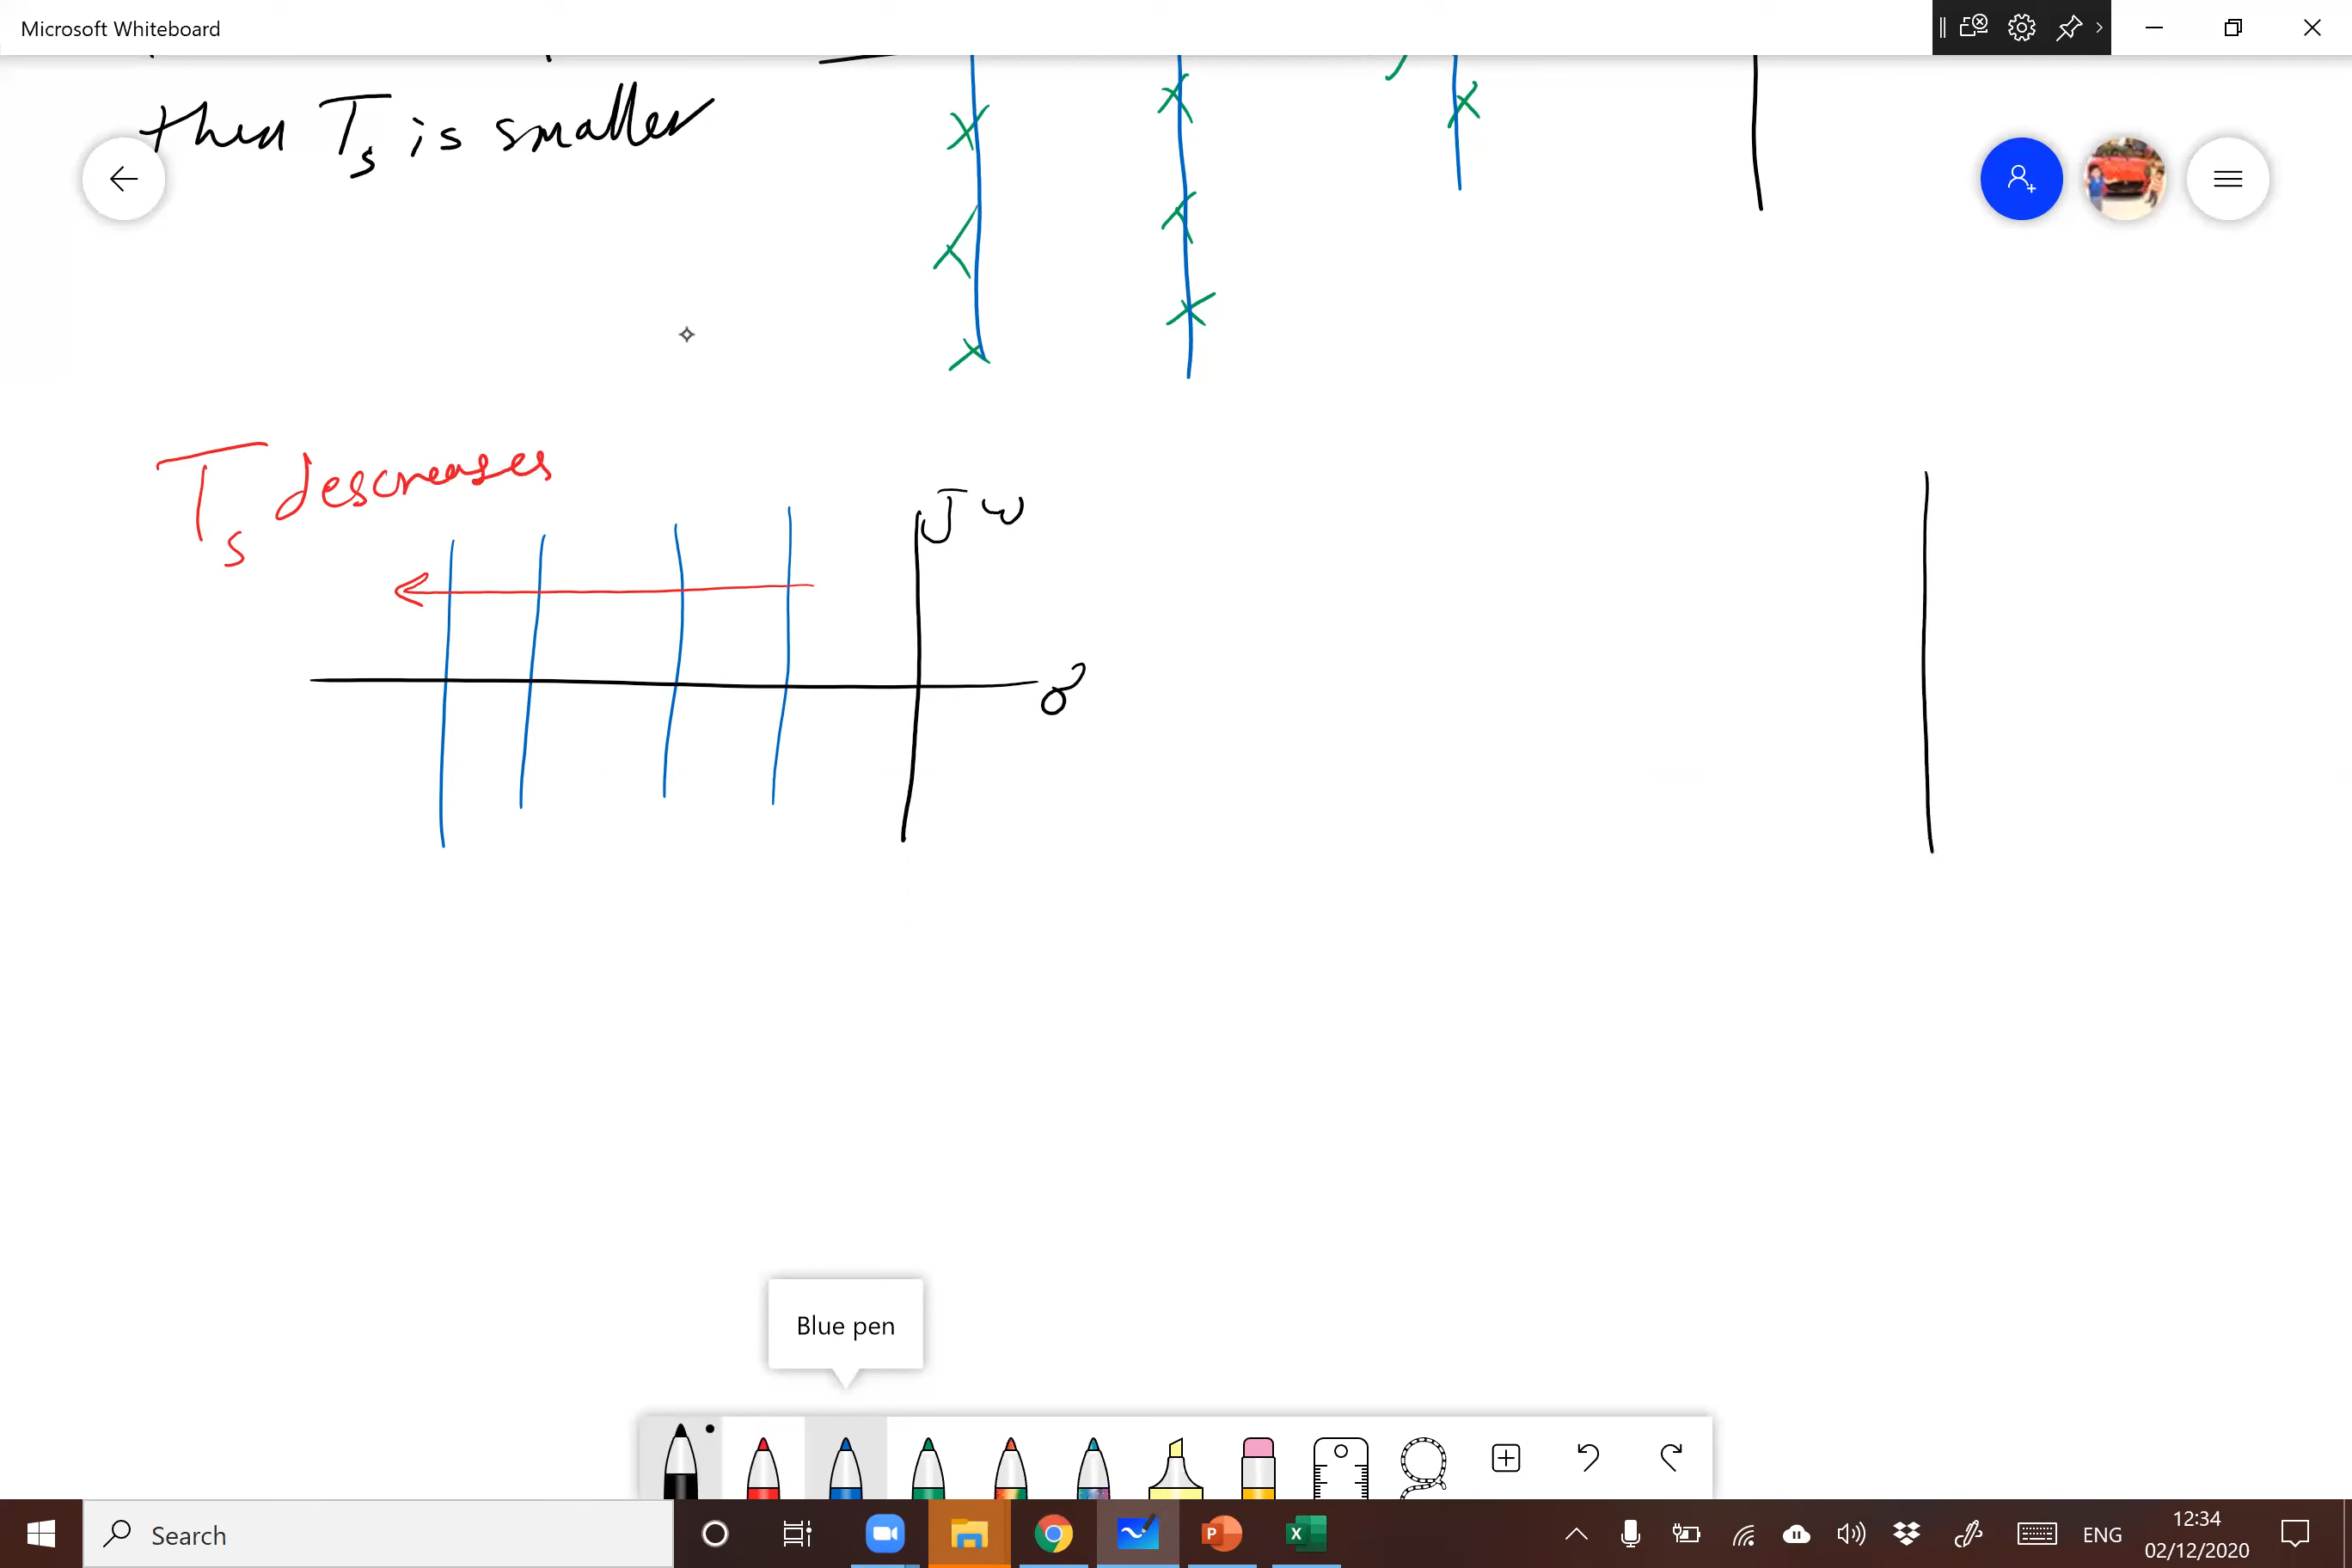 Microsoft Whiteboard
then Ts is smaller
Ts descreases
Jω
σ
Blue pen
Search
P
X
ENG
12:34
02/12/2020